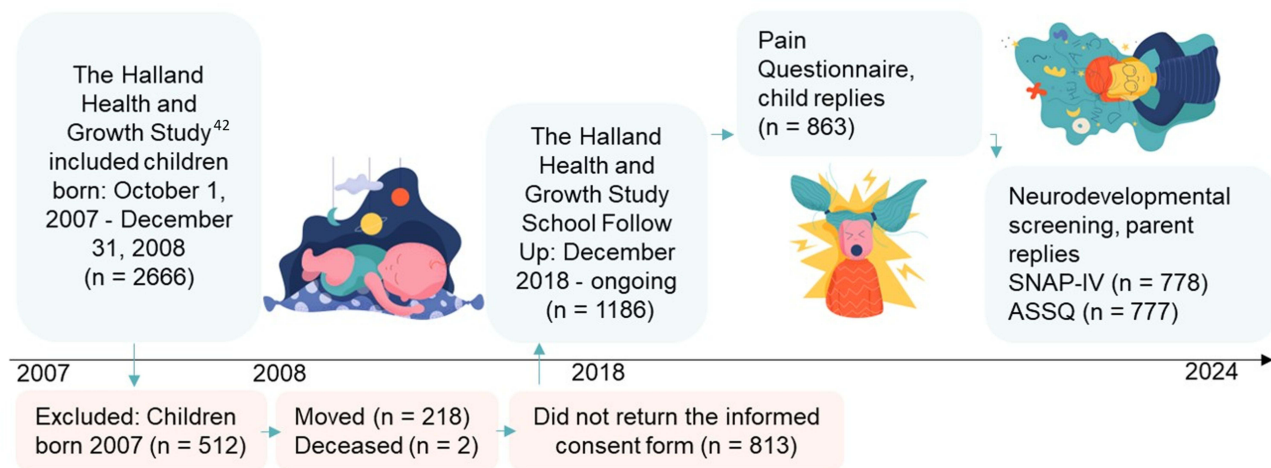 The Halland
Health and
Growth Study42
included children
born: October 1,
2007 - December
31, 2008
(n = 2666)
The Halland
Health and
Growth Study
School Follow
Up: December
2018 - ongoing
(n = 1186)
Pain
Questionnaire,
child replies
(n = 863)
Neurodevelopmental
screening, parent
replies
SNAP-IV (n = 778)
ASSQ (n = 777)
2007
2008
2018
2024
Excluded: Children
born 2007 (n = 512)
Moved (n = 218)
Deceased (n = 2)
Did not return the informed
consent form (n = 813)